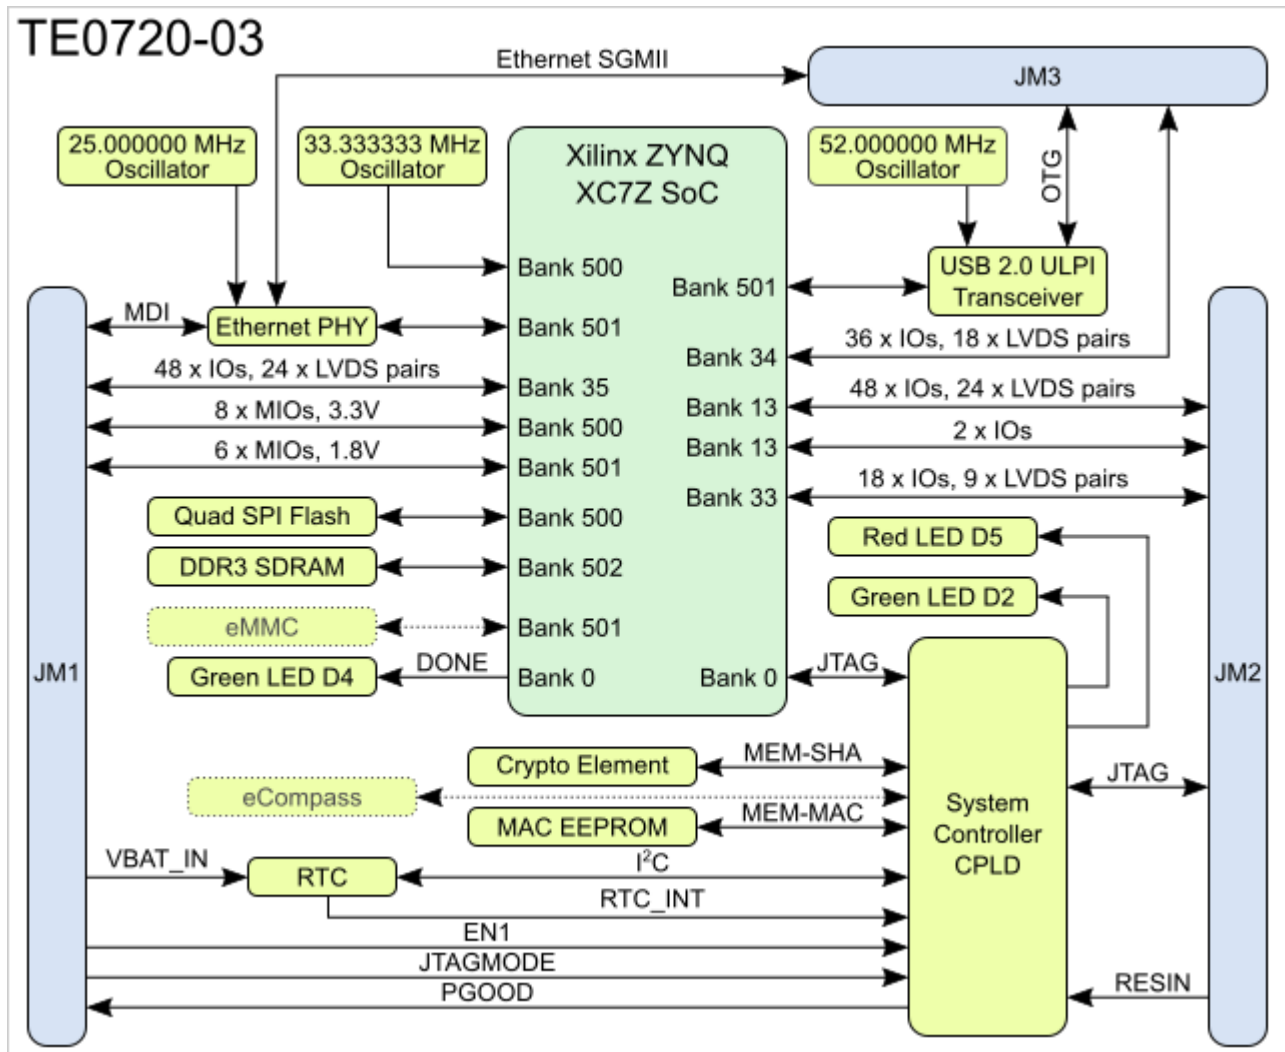 TE0720-03
Ethernet SGMII
JM3
25.000000 MHz
Oscillator
33.333333 MHz
Oscillator
Xilinx ZYNQ
XC7Z SoC
52.000000 MHz
Oscillator
OTG
Bank 500
Bank 501
USB 2.0 ULPI
Transceiver
MDI
Ethernet PHY
Bank 501
36 x IOs, 18 x LVDS pairs
Bank 34
48 x IOs, 24 x LVDS pairs
Bank 35
48 x IOs, 24 x LVDS pairs
Bank 13
8 x MIOs, 3.3V
Bank 500
2 x IOs
Bank 13
6 x MIOs, 1.8V
Bank 501
18 x IOs, 9 x LVDS pairs
Bank 33
Quad SPI Flash
Bank 500
Red LED D5
DDR3 SDRAM
Bank 502
Green LED D2
eMMC
Bank 501
JM1
Green LED D4
DONE
Bank 0
Bank 0
JTAG
JM2
Crypto Element
MEM-SHA
eCompass
JTAG
MAC EEPROM
MEM-MAC
System
Controller
CPLD
VBAT_IN
RTC
I²C
RTC_INT
EN1
JTAGMODE
PGOOD
RESIN